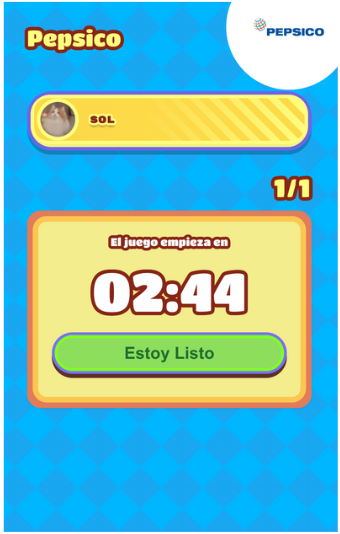 Pepsico
PEPSICO
SOL
1/1
El juego empieza en
02:44
Estoy Listo